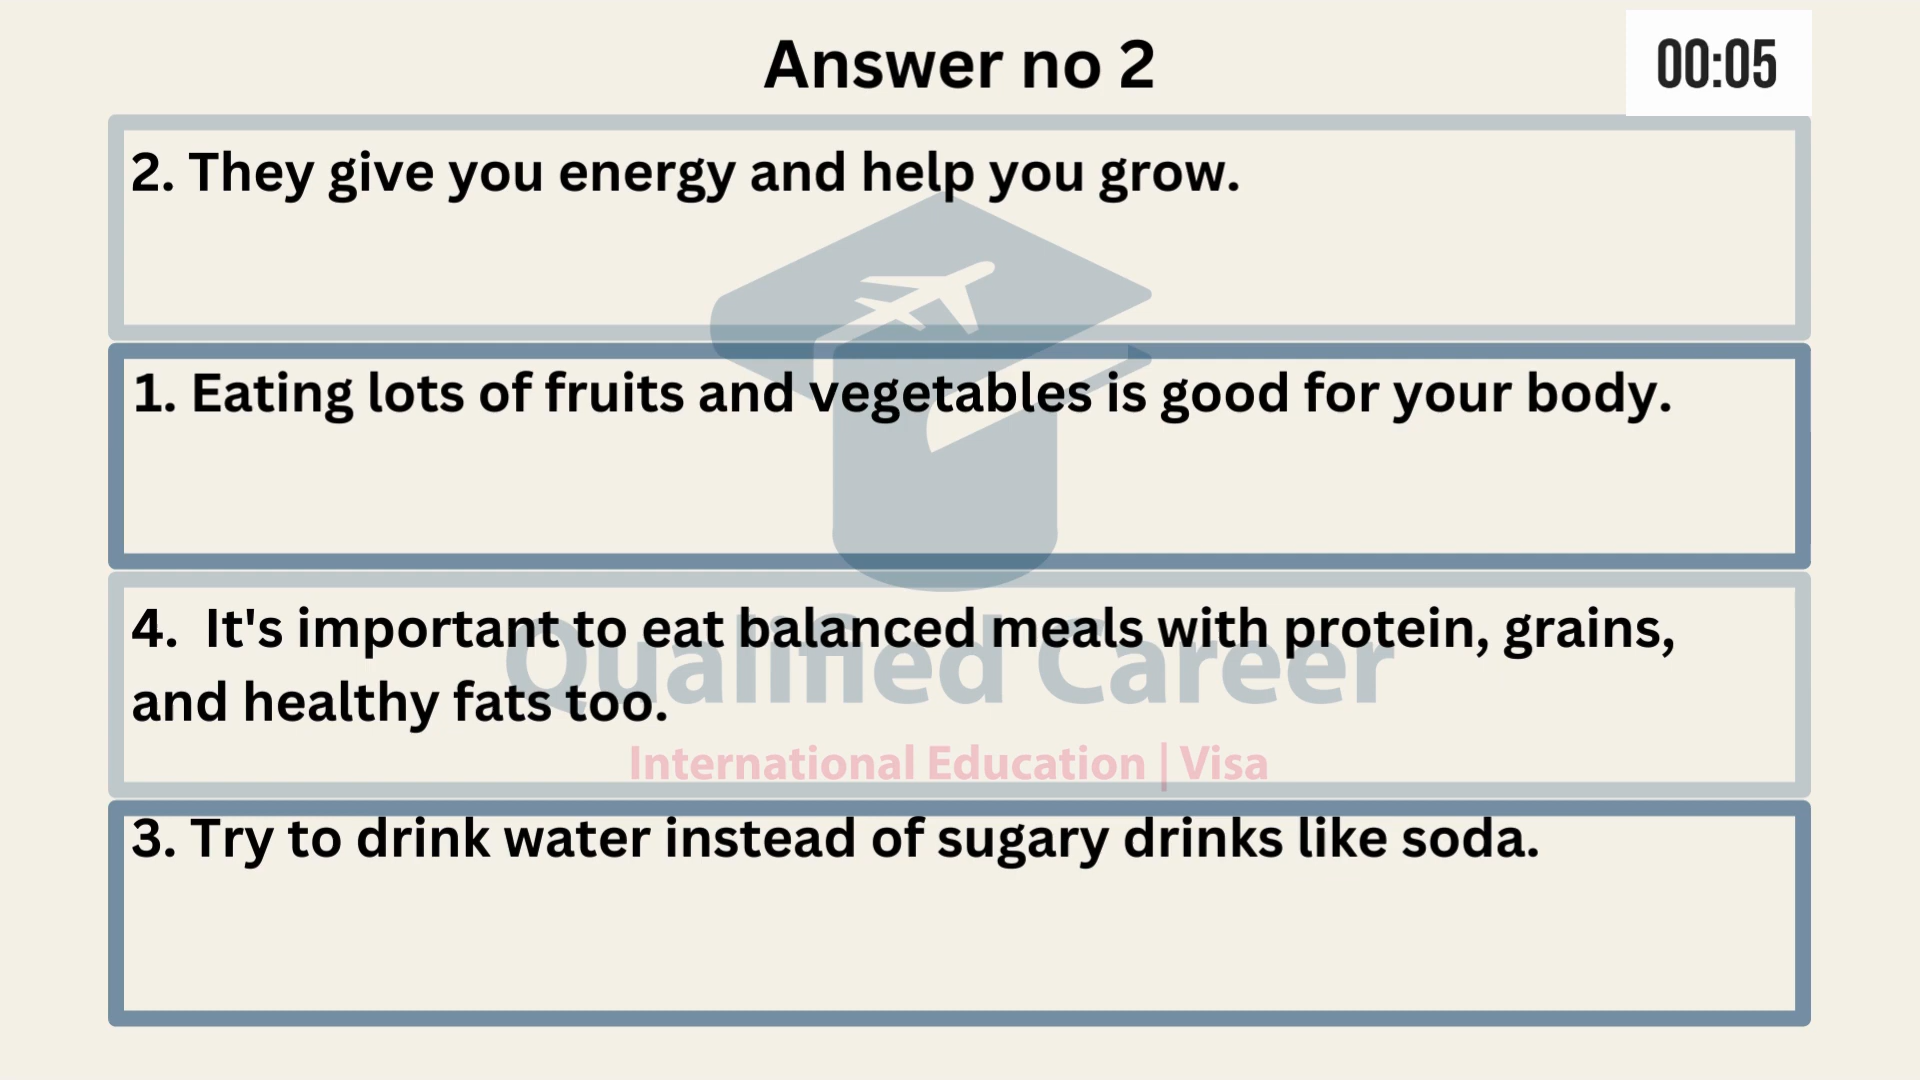 Answer no 2
00:05
2. They give you energy and help you grow.
1. Eating lots of fruits and vegetables is good for your body.
4.  It's important to eat balanced meals with protein, grains,
and healthy fats too.
Qualified Career
International Education | Visa
3. Try to drink water instead of sugary drinks like soda.